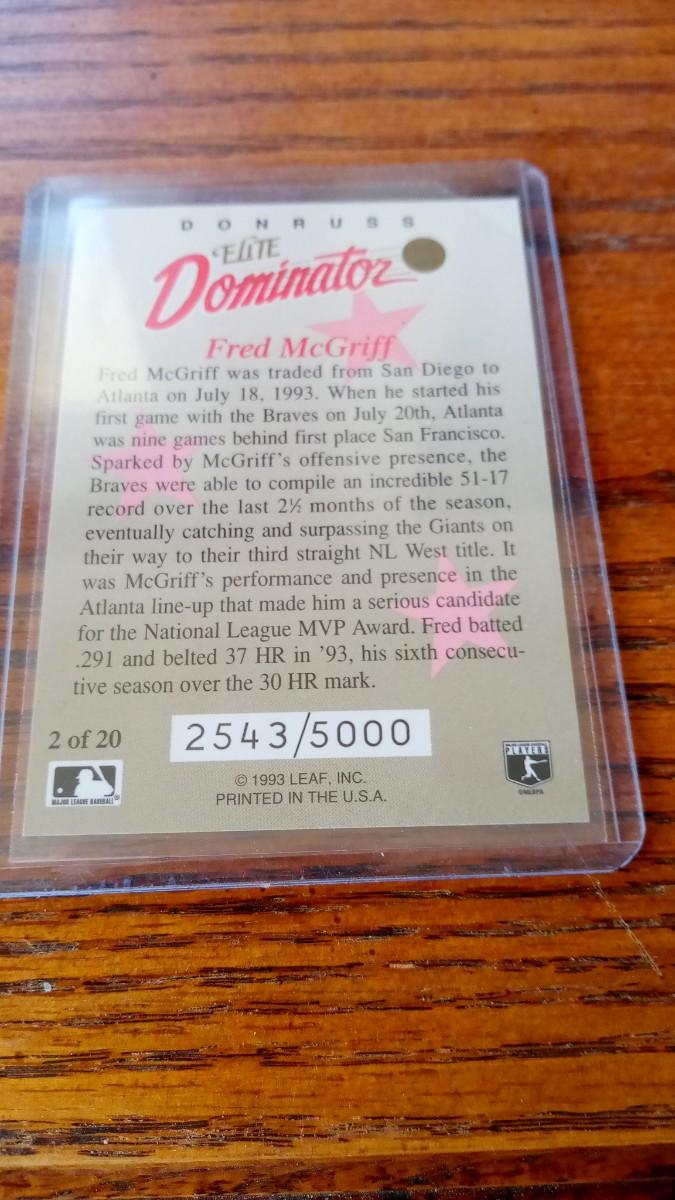 DONRUSS
ELITE
Dominator
Fred McGriff
Fred McGriff was traded from San Diego to
Atlanta on July 18, 1993. When he started his
first game with the Braves on July 20th, Atlanta
was nine games behind first place San Francisco.
Sparked by McGriff's offensive presence, the
Braves were able to compile an incredible 51-17
record over the last 2½ months of the season,
eventually catching and surpassing the Giants on
their way to their third straight NL West title. It
was McGriff's performance and presence in the
Atlanta line-up that made him a serious candidate
for the National League MVP Award. Fred batted
.291 and belted 37 HR in '93, his sixth consecu-
tive season over the 30 HR mark.
2 of 20
2543/5000
MAJOR LEAGUE BASEBALL®
© 1993 LEAF, INC.
PRINTED IN THE U.S.A.
PLAYERS
©MLBPA